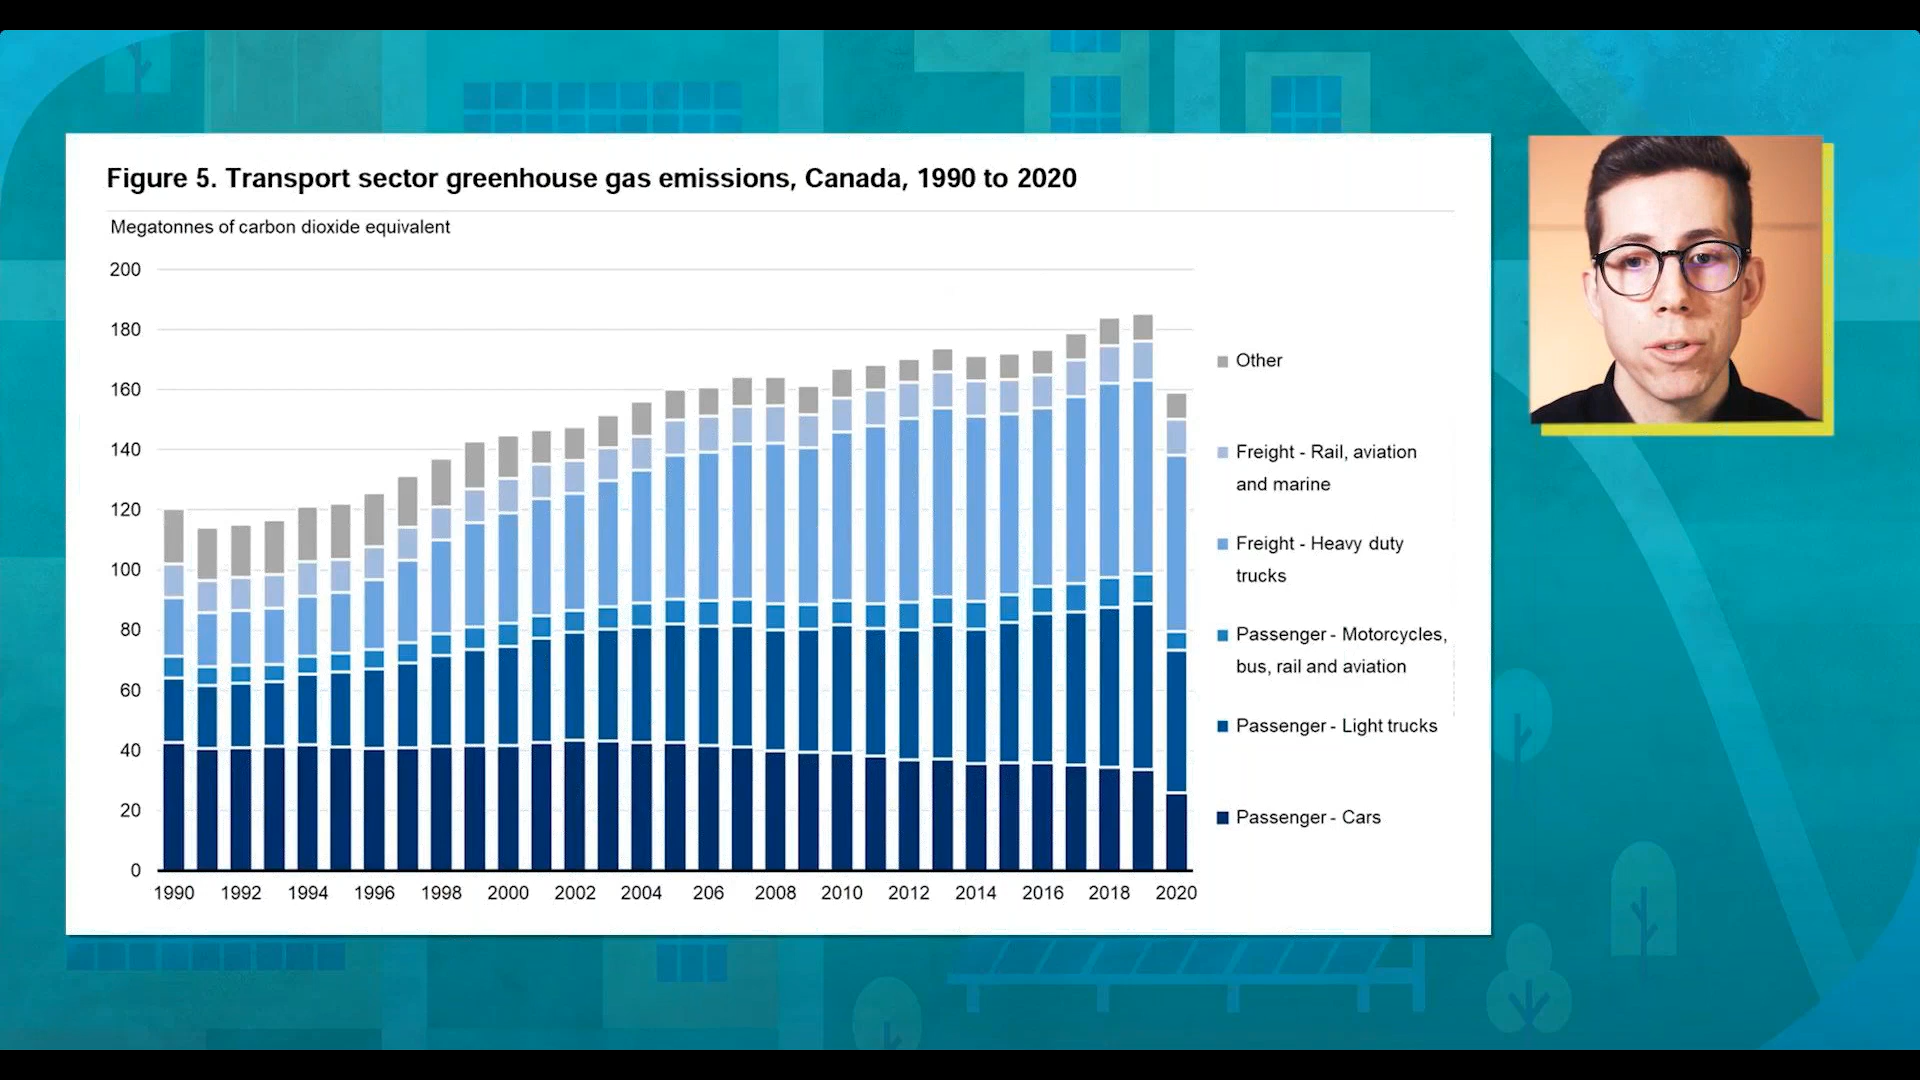 Figure 5. Transport sector greenhouse gas emissions, Canada, 1990 to 2020
Megatonnes of carbon dioxide equivalent
200
180
160
140
120
100
80
60
40
20
0
1990 1992 1994 1996 1998 2000 2002 2004 206 2008 2010 2012 2014 2016 2018 2020
Other
Freight - Rail, aviation
and marine
Freight - Heavy duty
trucks
Passenger - Motorcycles,
bus, rail and aviation
Passenger - Light trucks
Passenger - Cars